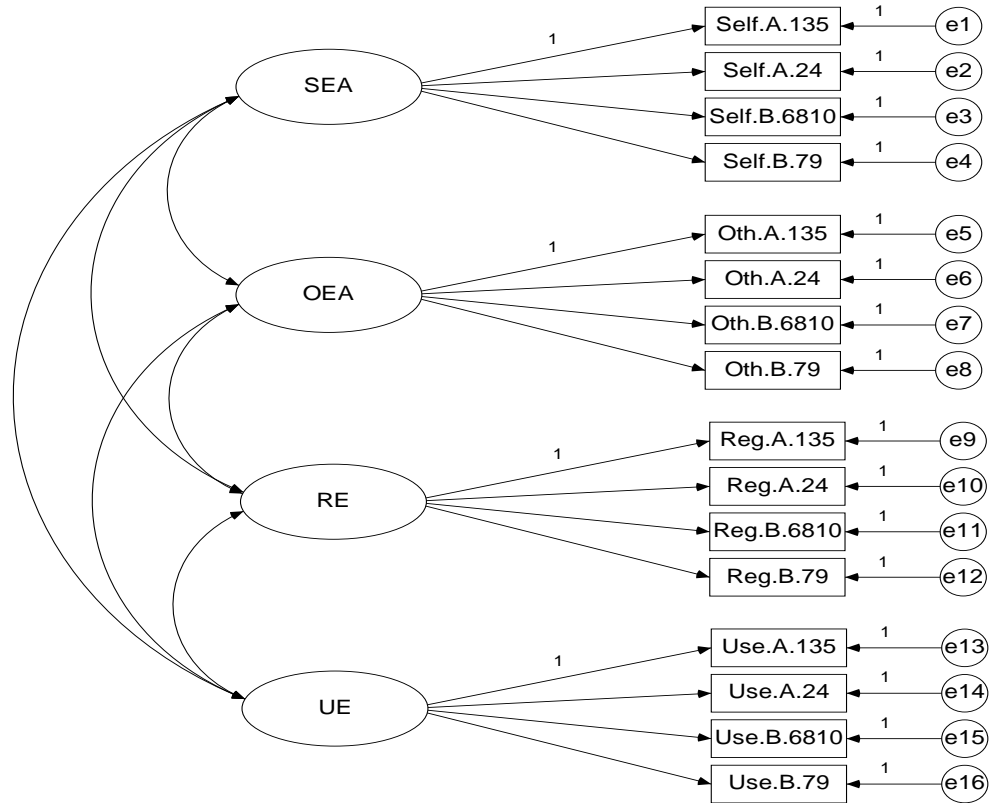 SEA
1
Self.A.135
1
e1
Self.A.24
1
e2
Self.B.6810
1
e3
Self.B.79
1
e4
OEA
1
Oth.A.135
1
e5
Oth.A.24
1
e6
Oth.B.6810
1
e7
Oth.B.79
1
e8
RE
1
Reg.A.135
1
e9
Reg.A.24
1
e10
Reg.B.6810
1
e11
Reg.B.79
1
e12
UE
1
Use.A.135
1
e13
Use.A.24
1
e14
Use.B.6810
1
e15
Use.B.79
1
e16